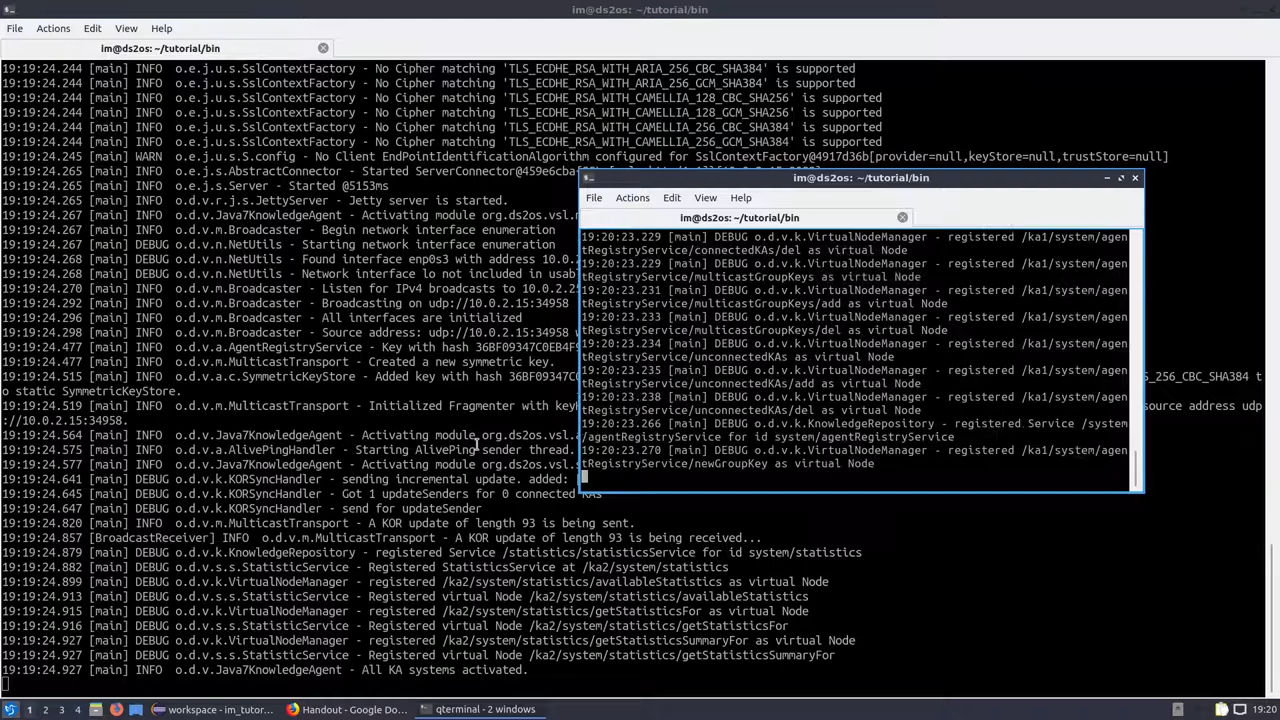 im@ds2os: ~/tutorial/bin
File Actions Edit View Help
im@ds2os: ~/tutorial/bin
19:19:24.244 [main] INFO  o.e.j.u.s.SslContextFactory - No Cipher matching 'TLS_ECDHE_RSA_WITH_ARIA_256_CBC_SHA384' is supported
19:19:24.244 [main] INFO  o.e.j.u.s.SslContextFactory - No Cipher matching 'TLS_ECDHE_RSA_WITH_ARIA_256_GCM_SHA384' is supported
19:19:24.244 [main] INFO  o.e.j.u.s.SslContextFactory - No Cipher matching 'TLS_ECDHE_RSA_WITH_CAMELLIA_128_CBC_SHA256' is supported
19:19:24.244 [main] INFO  o.e.j.u.s.SslContextFactory - No Cipher matching 'TLS_ECDHE_RSA_WITH_CAMELLIA_128_GCM_SHA256' is supported
19:19:24.244 [main] INFO  o.e.j.u.s.SslContextFactory - No Cipher matching 'TLS_ECDHE_RSA_WITH_CAMELLIA_256_CBC_SHA384' is supported
19:19:24.244 [main] INFO  o.e.j.u.s.SslContextFactory - No Cipher matching 'TLS_ECDHE_RSA_WITH_CAMELLIA_256_GCM_SHA384' is supported
19:19:24.245 [main] WARN  o.e.j.u.s.S.config - No Client EndPointIdentificationAlgorithm configured for SslContextFactory@4917d36b[provider=null,keyStore=null,trustStore=null]
19:19:24.265 [main] INFO  o.e.j.s.AbstractConnector - Started ServerConnector@459e6cba
19:19:24.265 [main] INFO  o.e.j.s.Server - Started @5153ms
19:19:24.265 [main] INFO  o.d.v.r.j.s.JettyServer - Jetty server is started.
19:19:24.267 [main] INFO  o.d.v.Java7KnowledgeAgent - Activating module org.ds2os.vsl.
19:19:24.267 [main] INFO  o.d.v.m.Broadcaster - Begin network interface enumeration
19:19:24.267 [main] DEBUG o.d.v.n.NetUtils - Starting network interface enumeration
19:19:24.268 [main] DEBUG o.d.v.n.NetUtils - Found interface enp0s3 with address 10.0.
19:19:24.268 [main] DEBUG o.d.v.n.NetUtils - Network interface lo not included in usab
19:19:24.270 [main] INFO  o.d.v.m.Broadcaster - Listen for IPv4 broadcasts to 10.0.2.
19:19:24.292 [main] INFO  o.d.v.m.Broadcaster - Broadcasting on udp://10.0.2.15:34958
19:19:24.296 [main] INFO  o.d.v.m.Broadcaster - All interfaces are initialized
19:19:24.298 [main] INFO  o.d.v.m.Broadcaster - Source address: udp://10.0.2.15:34958 w
19:19:24.477 [main] INFO  o.d.v.a.AgentRegistryService - Key with hash 36BF09347C0EB4F
19:19:24.477 [main] INFO  o.d.v.m.MulticastTransport - Created a new symmetric key.
19:19:24.515 [main] INFO  o.d.v.a.c.SymmetricKeyStore - Added key with hash 36BF09347C S_256_CBC_SHA384 t
o static SymmetricKeyStore.
19:19:24.519 [main] INFO  o.d.v.m.MulticastTransport - Initialized Fragmenter with key source address udp
://10.0.2.15:34958.
19:19:24.564 [main] INFO  o.d.v.Java7KnowledgeAgent - Activating module org.ds2os.vsl.
19:19:24.575 [main] INFO  o.d.v.a.AlivePingHandler - Starting AlivePing sender thread.
19:19:24.577 [main] INFO  o.d.v.Java7KnowledgeAgent - Activating module org.ds2os.vsl.
19:19:24.641 [main] DEBUG o.d.v.k.KORSyncHandler - sending incremental update. added: [
19:19:24.645 [main] DEBUG o.d.v.k.KORSyncHandler - Got 1 updateSenders for 0 connected KAs
19:19:24.647 [main] DEBUG o.d.v.k.KORSyncHandler - send for updateSender
19:19:24.820 [main] INFO  o.d.v.m.MulticastTransport - A KOR update of length 93 is being sent.
19:19:24.857 [BroadcastReceiver] INFO  o.d.v.m.MulticastTransport - A KOR update of length 93 is being received...
19:19:24.879 [main] DEBUG o.d.v.k.KnowledgeRepository - registered Service /statistics/statisticsService for id system/statistics
19:19:24.882 [main] DEBUG o.d.v.s.s.StatisticService - Registered StatisticsService at /ka2/system/statistics
19:19:24.899 [main] DEBUG o.d.v.k.VirtualNodeManager - registered /ka2/system/statistics/availableStatistics as virtual Node
19:19:24.913 [main] DEBUG o.d.v.s.s.StatisticService - Registered virtual Node /ka2/system/statistics/availableStatistics
19:19:24.915 [main] DEBUG o.d.v.k.VirtualNodeManager - registered /ka2/system/statistics/getStatisticsFor as virtual Node
19:19:24.916 [main] DEBUG o.d.v.s.s.StatisticService - Registered virtual Node /ka2/system/statistics/getStatisticsFor
19:19:24.927 [main] DEBUG o.d.v.k.VirtualNodeManager - registered /ka2/system/statistics/getStatisticsSummaryFor as virtual Node
19:19:24.927 [main] DEBUG o.d.v.s.s.StatisticService - Registered virtual Node /ka2/system/statistics/getStatisticsSummaryFor
19:19:24.927 [main] INFO  o.d.v.Java7KnowledgeAgent - All KA systems activated.
im@ds2os: ~/tutorial/bin
File Actions Edit View Help
im@ds2os: ~/tutorial/bin
19:20:23.229 [main] DEBUG o.d.v.k.VirtualNodeManager - registered /ka1/system/agen
tRegistryService/connectedKAs/del as virtual Node
19:20:23.229 [main] DEBUG o.d.v.k.VirtualNodeManager - registered /ka1/system/agen
tRegistryService/multicastGroupKeys as virtual Node
19:20:23.231 [main] DEBUG o.d.v.k.VirtualNodeManager - registered /ka1/system/agen
tRegistryService/multicastGroupKeys/add as virtual Node
19:20:23.233 [main] DEBUG o.d.v.k.VirtualNodeManager - registered /ka1/system/agen
tRegistryService/multicastGroupKeys/del as virtual Node
19:20:23.234 [main] DEBUG o.d.v.k.VirtualNodeManager - registered /ka1/system/agen
tRegistryService/unconnectedKAs as virtual Node
19:20:23.235 [main] DEBUG o.d.v.k.VirtualNodeManager - registered /ka1/system/agen
tRegistryService/unconnectedKAs/add as virtual Node
19:20:23.238 [main] DEBUG o.d.v.k.VirtualNodeManager - registered /ka1/system/agen
tRegistryService/unconnectedKAs/del as virtual Node
19:20:23.266 [main] DEBUG o.d.v.k.KnowledgeRepository - registered Service /system
/agentRegistryService for id system/agentRegistryService
19:20:23.270 [main] DEBUG o.d.v.k.VirtualNodeManager - registered /ka1/system/agen
tRegistryService/newGroupKey as virtual Node
1 2 3 4 workspace - im_tutor... Handout - Google Do... qterminal - 2 windows 19:20